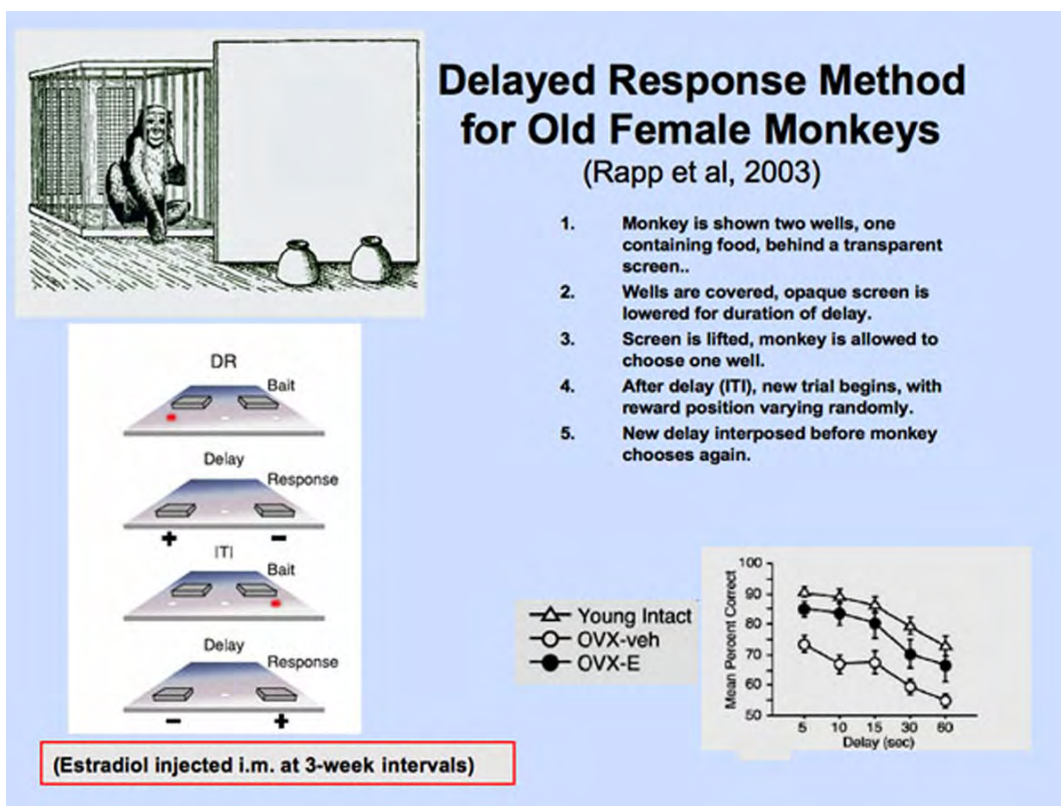 Delayed Response Method
for Old Female Monkeys
(Rapp et al, 2003)
1. Monkey is shown two wells, one
containing food, behind a transparent
screen..
2. Wells are covered, opaque screen is
lowered for duration of delay.
3. Screen is lifted, monkey is allowed to
choose one well.
4. After delay (ITI), new trial begins, with
reward position varying randomly.
5. New delay interposed before monkey
chooses again.
DR
Bait
Delay
Response
+ −
ITI
Bait
Delay
Response
− +
(Estradiol injected i.m. at 3-week intervals)
Young Intact
OVX-veh
OVX-E
Mean Percent Correct
100
90
80
70
60
50
5 10 15 30 60
Delay (sec)